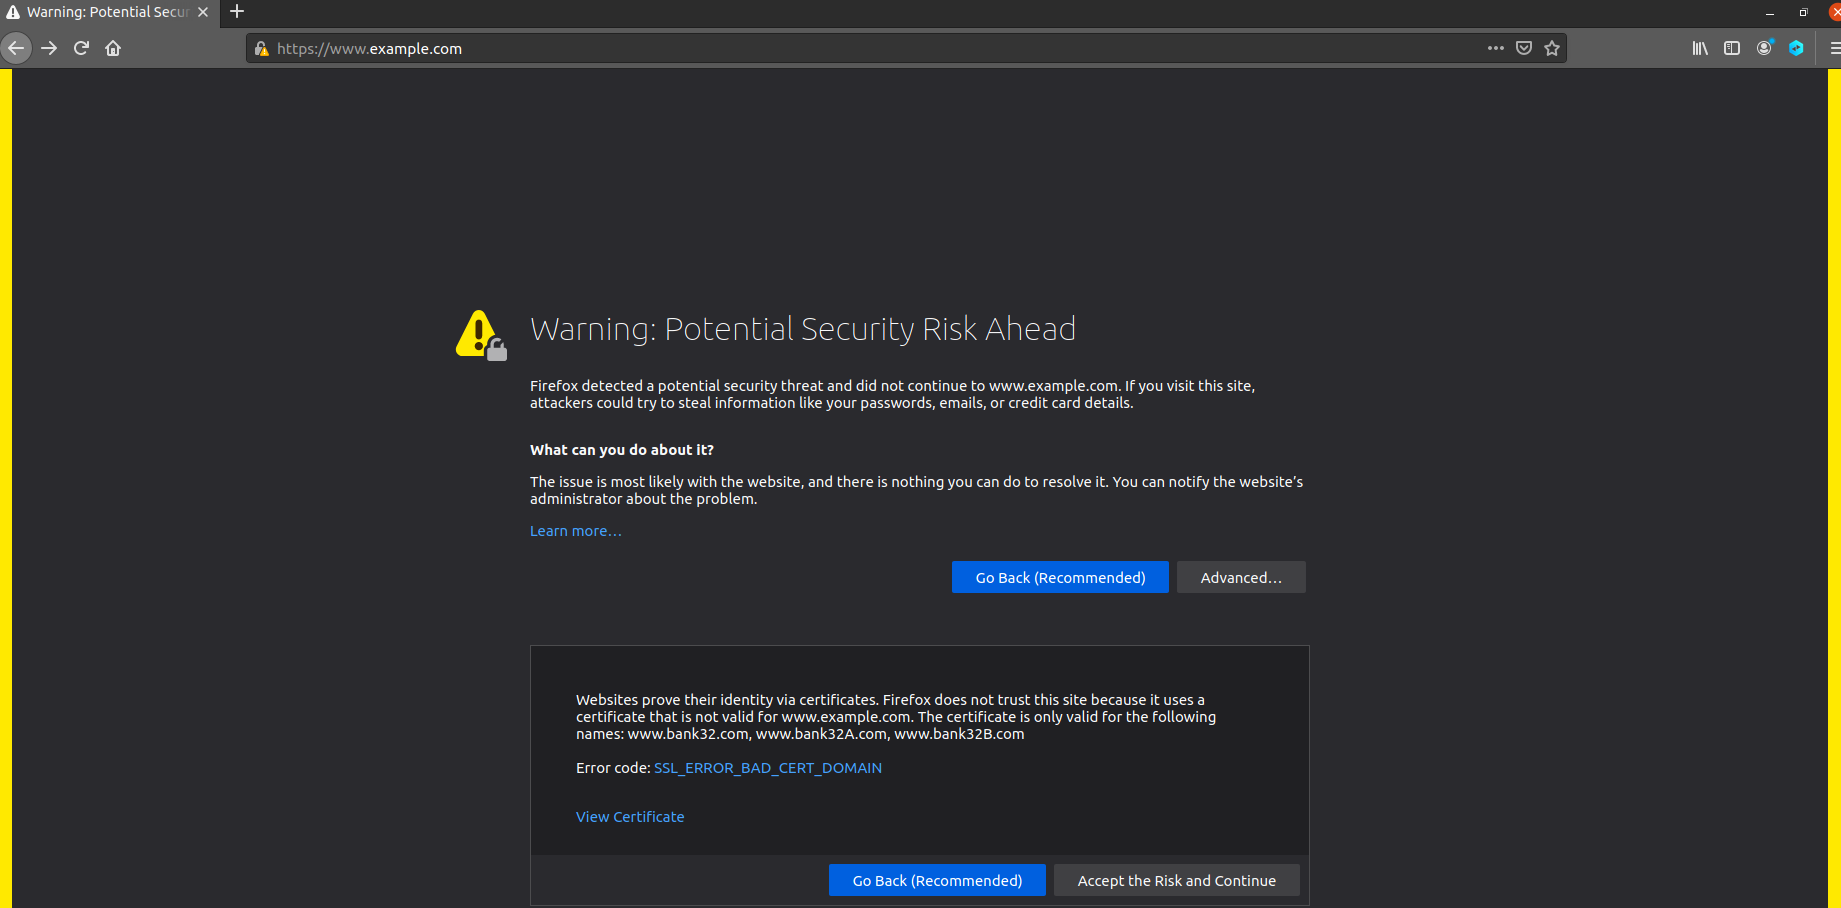 Warning: Potential Secur
https://www.example.com
Warning: Potential Security Risk Ahead
Firefox detected a potential security threat and did not continue to www.example.com. If you visit this site,
attackers could try to steal information like your passwords, emails, or credit card details.
What can you do about it?
The issue is most likely with the website, and there is nothing you can do to resolve it. You can notify the website’s
administrator about the problem.
Learn more…
Go Back (Recommended)
Advanced…
Websites prove their identity via certificates. Firefox does not trust this site because it uses a
certificate that is not valid for www.example.com. The certificate is only valid for the following
names: www.bank32.com, www.bank32A.com, www.bank32B.com
Error code: SSL_ERROR_BAD_CERT_DOMAIN
View Certificate
Go Back (Recommended)
Accept the Risk and Continue